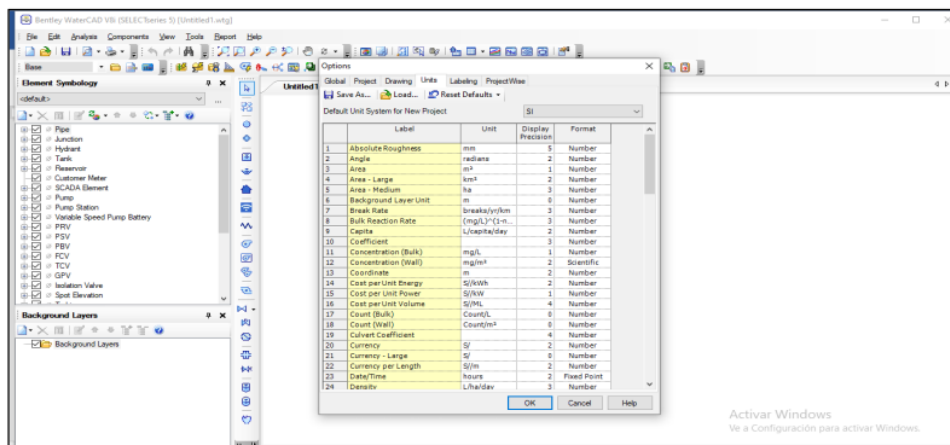 Bentley WaterCAD V8i (SELECTseries 5) [Untitled1.wtg]
File Edit Analysis Components View Tools Report Help
Base
Element Symbology
<default>
Pipe
Junction
Hydrant
Tank
Reservoir
Customer Meter
SCADA Element
Pump
Pump Station
Variable Speed Pump Battery
PRV
PSV
PBV
FCV
TCV
GPV
Isolation Valve
Spot Elevation
Background Layers
Background Layers
Untitled1
Options
Global Project Drawing Units Labeling ProjectWise
Save As... Load... Reset Defaults
Default Unit System for New Project SI
Label Unit Display Precision Format
1 Absolute Roughness mm 5 Number
2 Angle radians 2 Number
3 Area m² 1 Number
4 Area - Large km² 2 Number
5 Area - Medium ha 3 Number
6 Background Layer Unit m 0 Number
7 Break Rate breaks/yr/km 3 Number
8 Bulk Reaction Rate (mg/L)^(1-n... 3 Number
9 Capita L/capita/day 2 Number
10 Coefficient 3 Number
11 Concentration (Bulk) mg/L 1 Number
12 Concentration (Wall) mg/m² 2 Scientific
13 Coordinate m 2 Number
14 Cost per Unit Energy S//kWh 2 Number
15 Cost per Unit Power S//kW 1 Number
16 Cost per Unit Volume S//ML 4 Number
17 Count (Bulk) Count/L 0 Number
18 Count (Wall) Count/m² 0 Number
19 Culvert Coefficient 4 Number
20 Currency S/ 2 Number
21 Currency - Large S/ 0 Number
22 Currency per Length S//m 2 Number
23 Date/Time hours 2 Fixed Point
24 Density L/ha/day 3 Number
OK Cancel Help
Activar Windows
Ve a Configuración para activar Windows.